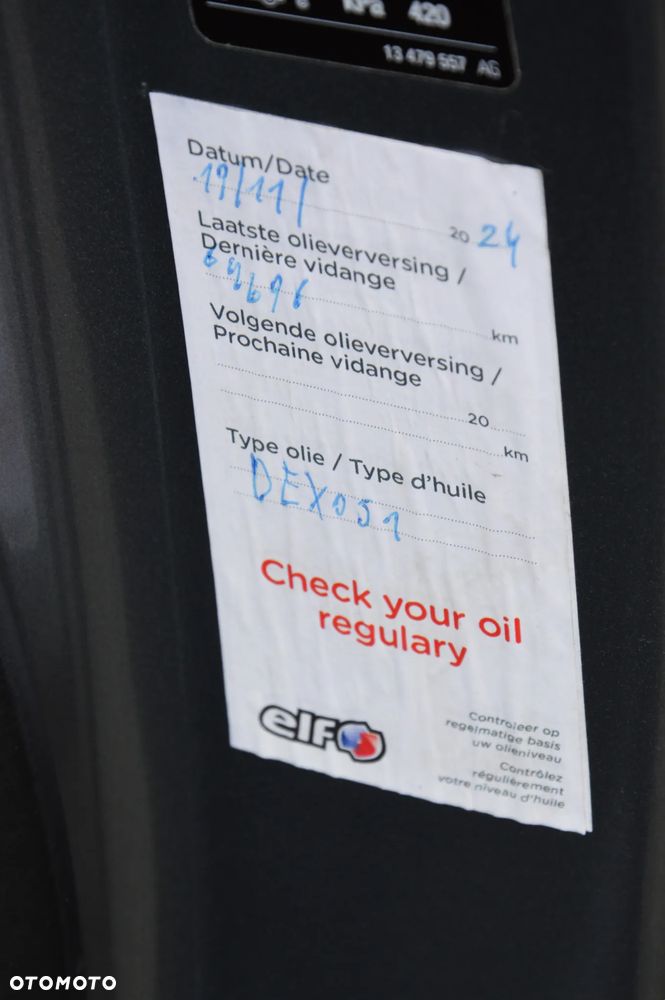 kPa 420
13 479 557 AG
Datum/Date
19/11/
20 24
Laatste olieverversing /
Dernière vidange
km
Volgende olieverversing /
Prochaine vidange
20
km
Type olie / Type d'huile
DEXOS1
Check your oil
regulary
elf
Controleer op
regelmatige basis
uw olieniveau
Contrôlez
régulièrement
votre niveau d'huile
OTOMOTO